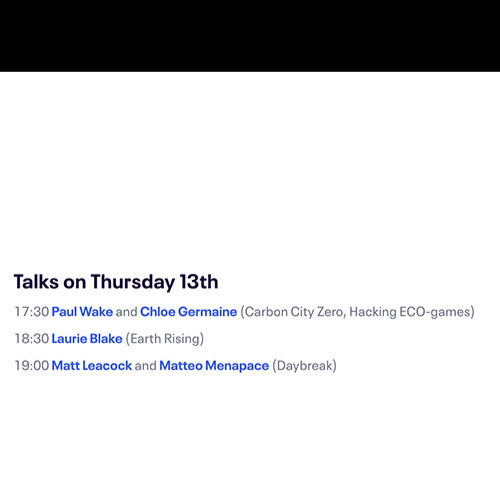 Talks on Thursday 13th
17:30 Paul Wake and Chloe Germaine (Carbon City Zero, Hacking ECO-games)
18:30 Laurie Blake (Earth Rising)
19:00 Matt Leacock and Matteo Menapace (Daybreak)